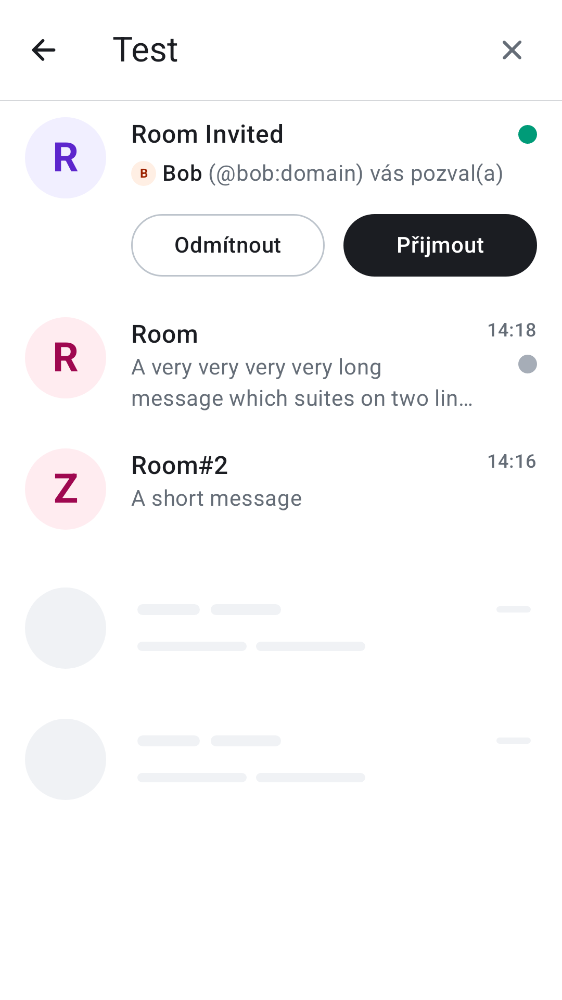 Test
R
Room Invited
B Bob (@bob:domain) vás pozval(a)
Odmítnout
Přijmout
R
Room
14:18
A very very very very long
message which suites on two lin…
Z
Room#2
14:16
A short message